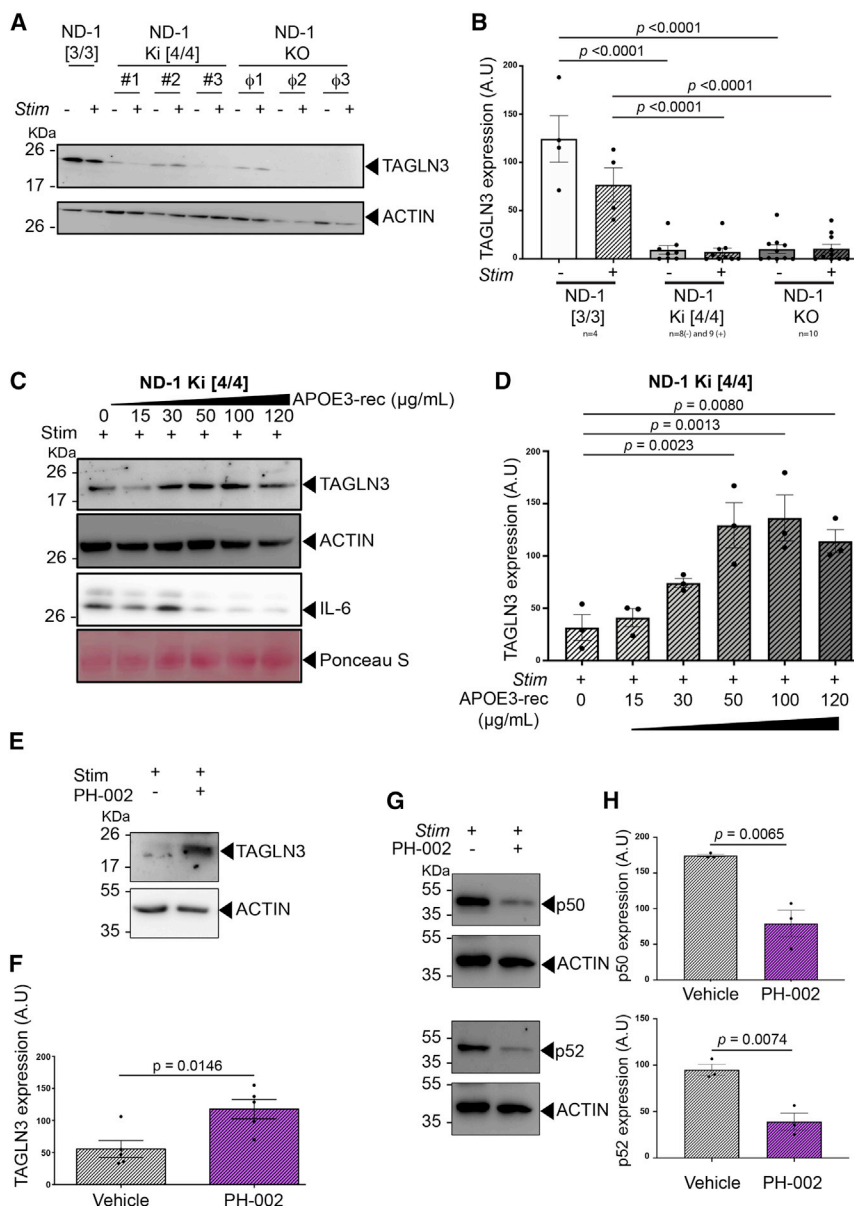 A
ND-1 [3/3]
ND-1 Ki [4/4]
ND-1 KO
#1 #2 #3 ϕ1 ϕ2 ϕ3
Stim - + - + - + - + - + - + - +
KDa
26 -
17 -
TAGLN3
26 -
ACTIN
B
p <0.0001
p <0.0001
p <0.0001
p <0.0001
TAGLN3 expression (A.U)
200
150
100
50
0
Stim - + - + - +
ND-1 [3/3]
ND-1 Ki [4/4]
ND-1 KO
n=4 n=8(-) and 9 (+) n=10
C
ND-1 Ki [4/4]
APOE3-rec (µg/mL)
0 15 30 50 100 120
Stim + + + + + +
KDa
26 -
17 -
TAGLN3
26 -
ACTIN
26 -
IL-6
Ponceau S
D
ND-1 Ki [4/4]
p = 0.0080
p = 0.0013
p = 0.0023
TAGLN3 expression (A.U)
200
150
100
50
0
Stim + + + + + +
APOE3-rec 0 15 30 50 100 120
(µg/mL)
E
Stim + +
PH-002 - +
KDa
26 -
17 -
TAGLN3
55 -
35 -
ACTIN
F
TAGLN3 expression (A.U)
200
150
100
50
0
p = 0.0146
Vehicle PH-002
G
Stim + +
PH-002 - +
KDa
55 -
35 -
p50
55 -
35 -
ACTIN
55 -
35 -
p52
55 -
35 -
ACTIN
H
p50 expression (A.U)
200
150
100
50
0
p = 0.0065
Vehicle PH-002
p52 expression (A.U)
150
100
50
0
p = 0.0074
Vehicle PH-002